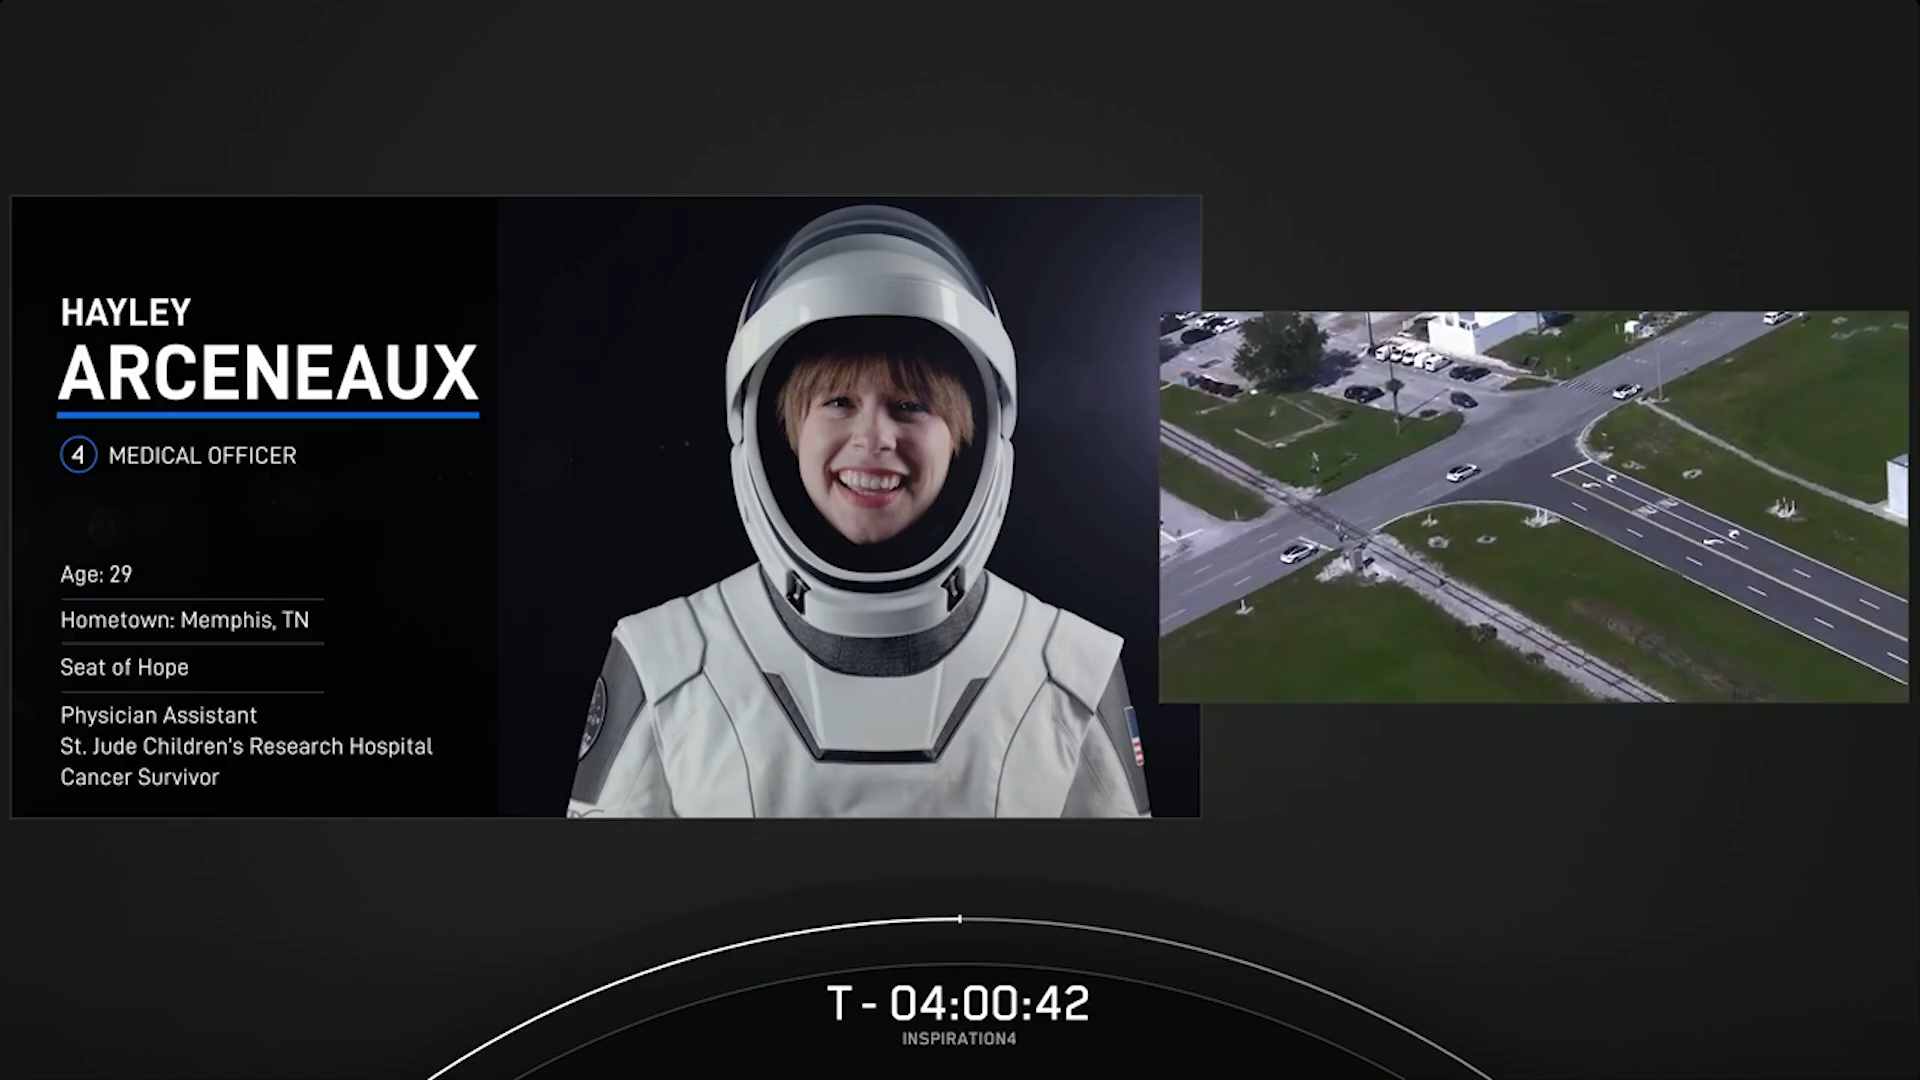 HAYLEY
ARCENEAUX
4 MEDICAL OFFICER
Age: 29
Hometown: Memphis, TN
Seat of Hope
Physician Assistant
St. Jude Children's Research Hospital
Cancer Survivor
T - 04:00:42
INSPIRATION4